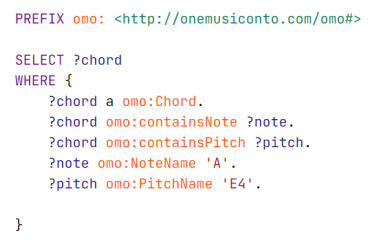 PREFIX omo: <http://onemusiconto.com/omo#>
SELECT ?chord
WHERE {
?chord a omo:Chord.
?chord omo:containsNote ?note.
?chord omo:containsPitch ?pitch.
?note omo:NoteName 'A'.
?pitch omo:PitchName 'E4'.
}